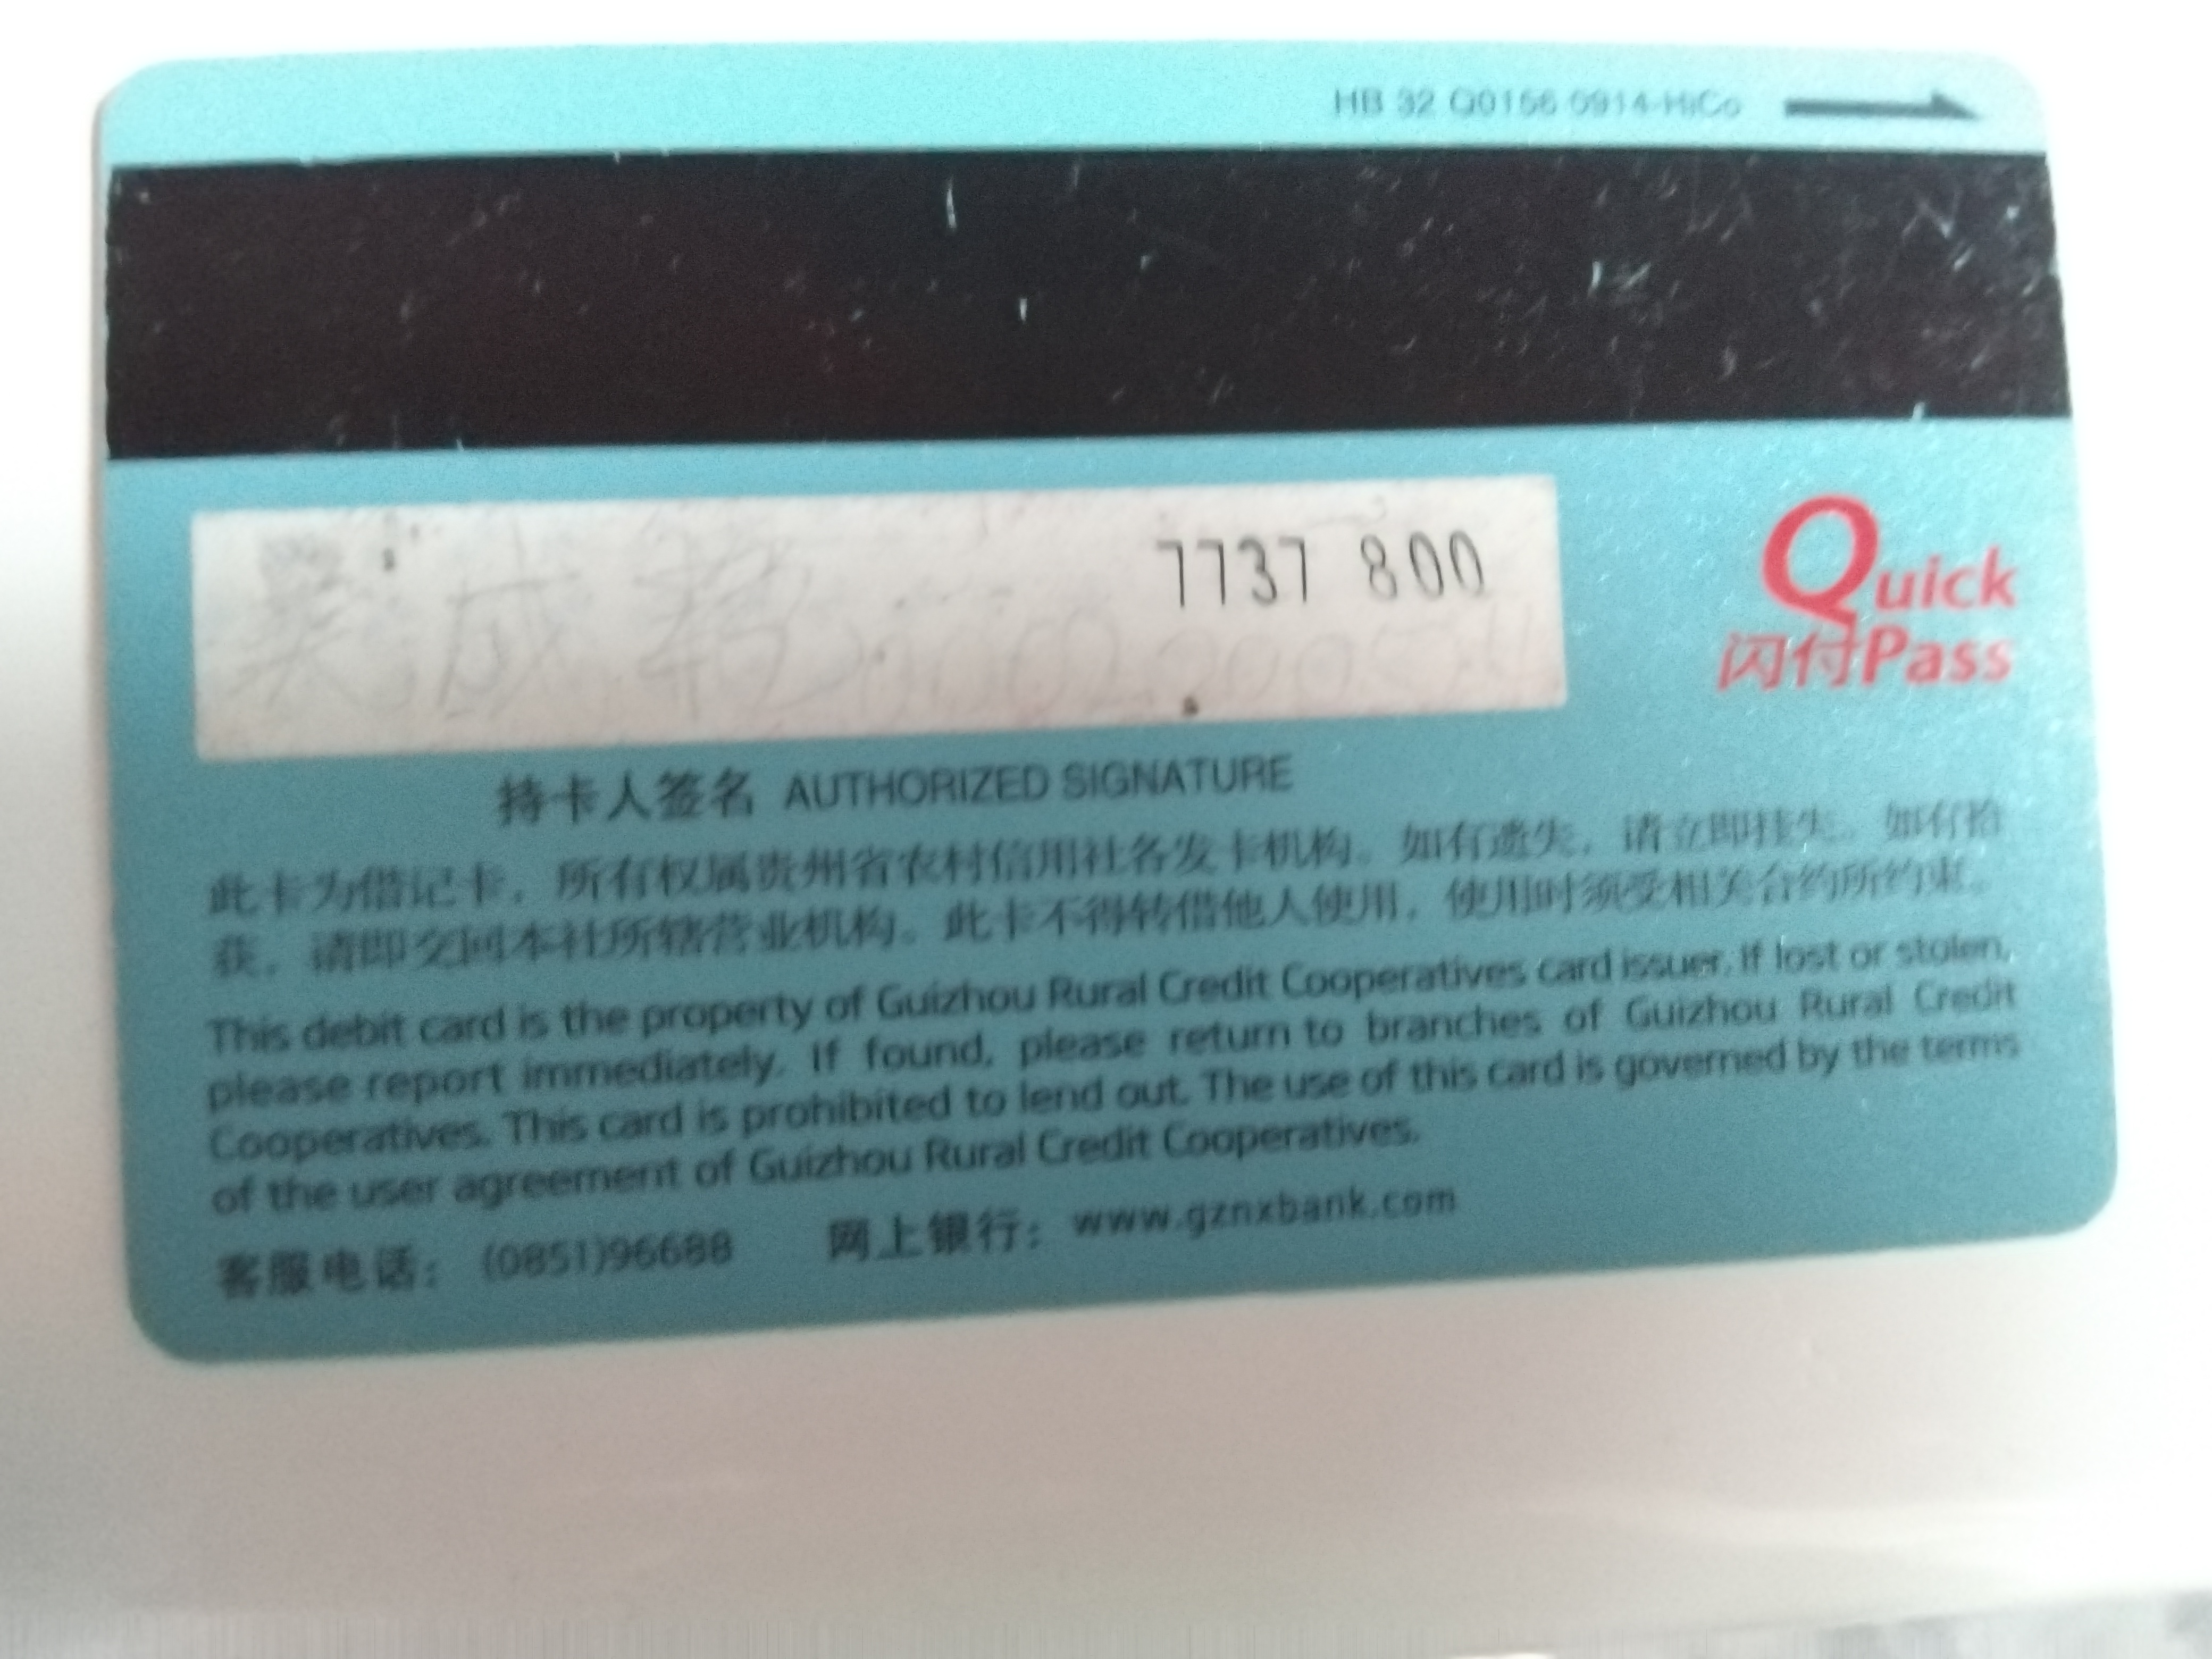 HB 32 Q0156 0914-HiCo
7737 800
Quick
闪付Pass
持卡人签名 AUTHORIZED SIGNATURE
此卡为借记卡，所有权属贵州省农村信用社各发卡机构。如有遗失，请立即挂失。如有拾
获，请即交回本社所辖营业机构。此卡不得转借他人使用，使用时须受相关合约所约束。
This debit card is the property of Guizhou Rural Credit Cooperatives card issuer. If lost or stolen,
please report immediately. If found, please return to branches of Guizhou Rural Credit
Cooperatives. This card is prohibited to lend out. The use of this card is governed by the terms
of the user agreement of Guizhou Rural Credit Cooperatives.
客服电话：(0851)96688 网上银行：www.gznxbank.com